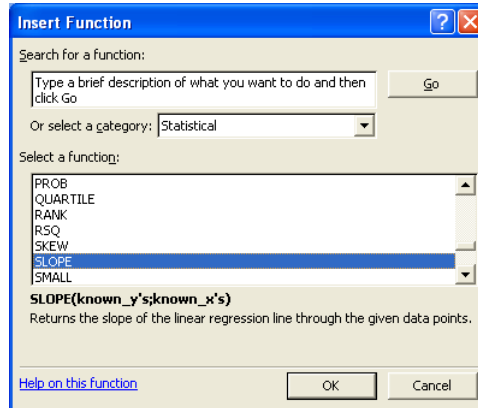 Insert Function
Search for a function:
Type a brief description of what you want to do and then
click Go
Go
Or select a category: Statistical
Select a function:
PROB
QUARTILE
RANK
RSQ
SKEW
SLOPE
SMALL
SLOPE(known_y's;known_x's)
Returns the slope of the linear regression line through the given data points.
Help on this function
OK
Cancel